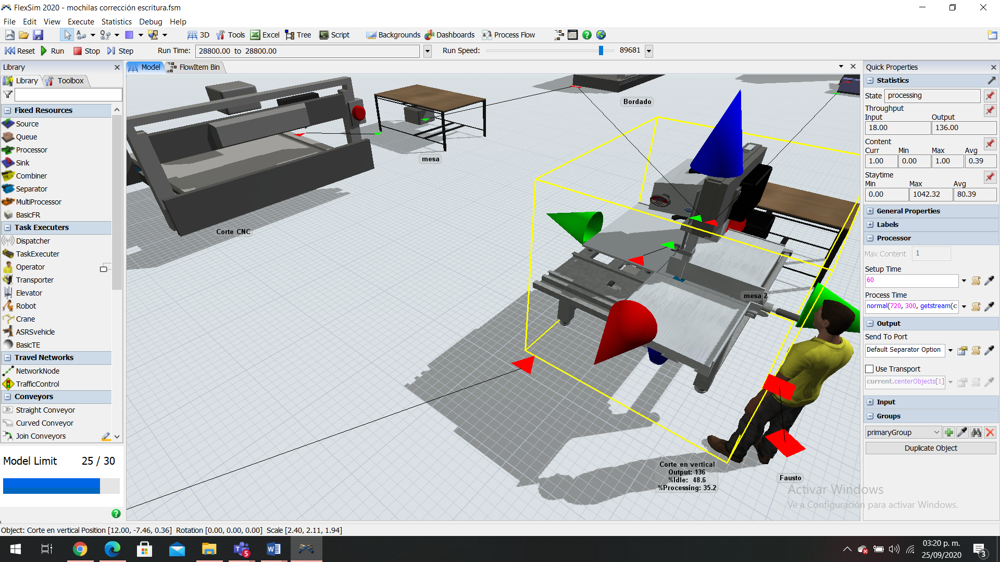 FlexSim 2020 - mochilas corrección escritura.fsm
File Edit View Execute Statistics Debug Help
3D Tools Excel Tree Script Backgrounds Dashboards Process Flow
Reset Run Stop Step Run Time: 28800.00 to 28800.00 Run Speed: 89681
Library
Library Toolbox
Fixed Resources
Source
Queue
Processor
Sink
Combiner
Separator
MultiProcessor
BasicFR
Task Executers
Dispatcher
TaskExecuter
Operator
Transporter
Elevator
Robot
Crane
ASRSvehicle
BasicTE
Travel Networks
NetworkNode
TrafficControl
Conveyors
Straight Conveyor
Curved Conveyor
Join Conveyors
Model Limit 25 / 30
Model FlowItem Bin
Bordado
mesa
Corte CNC
mesa 2
Corte en vertical
Output: 136
%Idle: 48.6
%Processing: 35.2
Fausto
Activar Windows
Ve a Configuración para activar Windows.
Quick Properties
Statistics
State processing
Throughput
Input Output
18.00 136.00
Content
Curr Min Max Avg
1.00 0.00 1.00 0.39
Staytime
Min Max Avg
0.00 1042.32 80.39
General Properties
Labels
Processor
Max Content 1
Setup Time
60
Process Time
normal(720, 300, getstream(c
Output
Send To Port
Default Separator Option
Use Transport
current.centerObjects[1]
Input
Groups
primaryGroup
Duplicate Object
Object: Corte en vertical Position [12.00, -7.46, 0.36] Rotation [0.00, 0.00, 0.00] Scale [2.40, 2.11, 1.94]
5
03:20 p. m.
25/09/2020
3